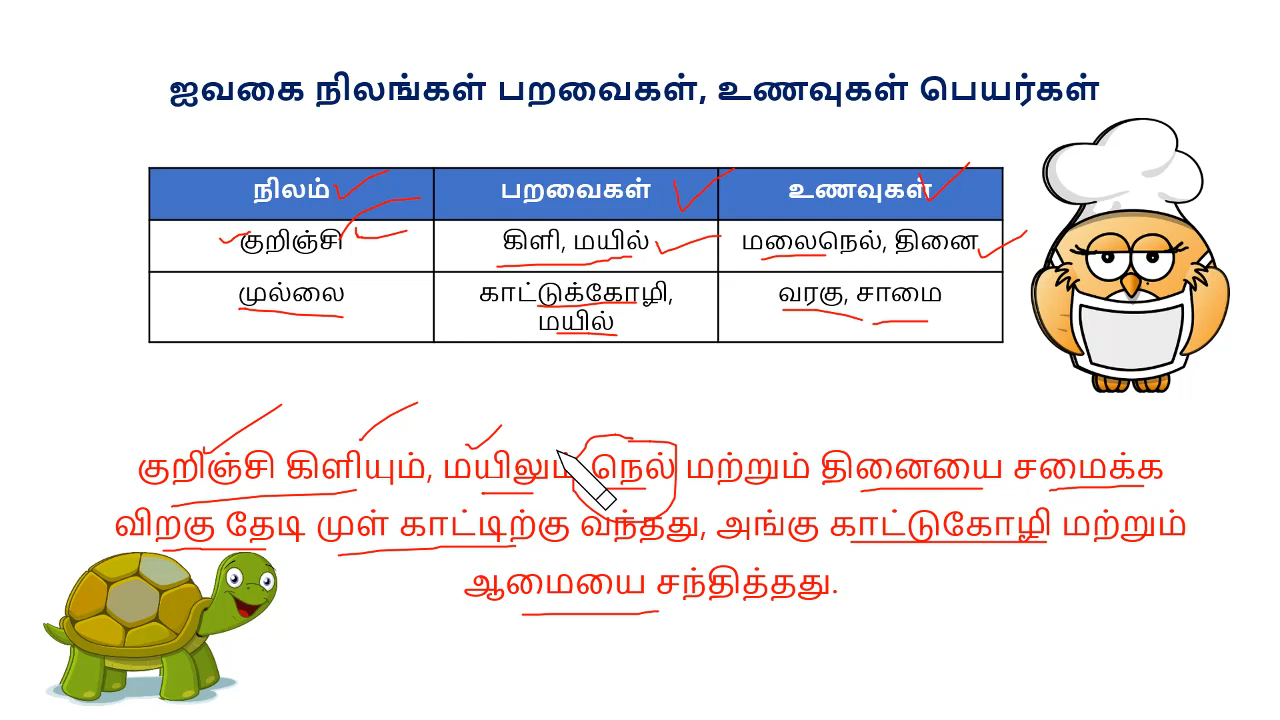 ஐவகை நிலங்கள் பறவைகள், உணவுகள் பெயர்கள்
நிலம் பறவைகள் உணவுகள்
குறிஞ்சி கிளி, மயில் மலைநெல், தினை
முல்லை காட்டுக்கோழி, வரகு, சாமை
மயில்
குறிஞ்சி கிளியும், மயிலும் நெல் மற்றும் தினையை சமைக்க
விறகு தேடி முள் காட்டிற்கு வந்தது, அங்கு காட்டுகோழி மற்றும்
ஆமையை சந்தித்தது.